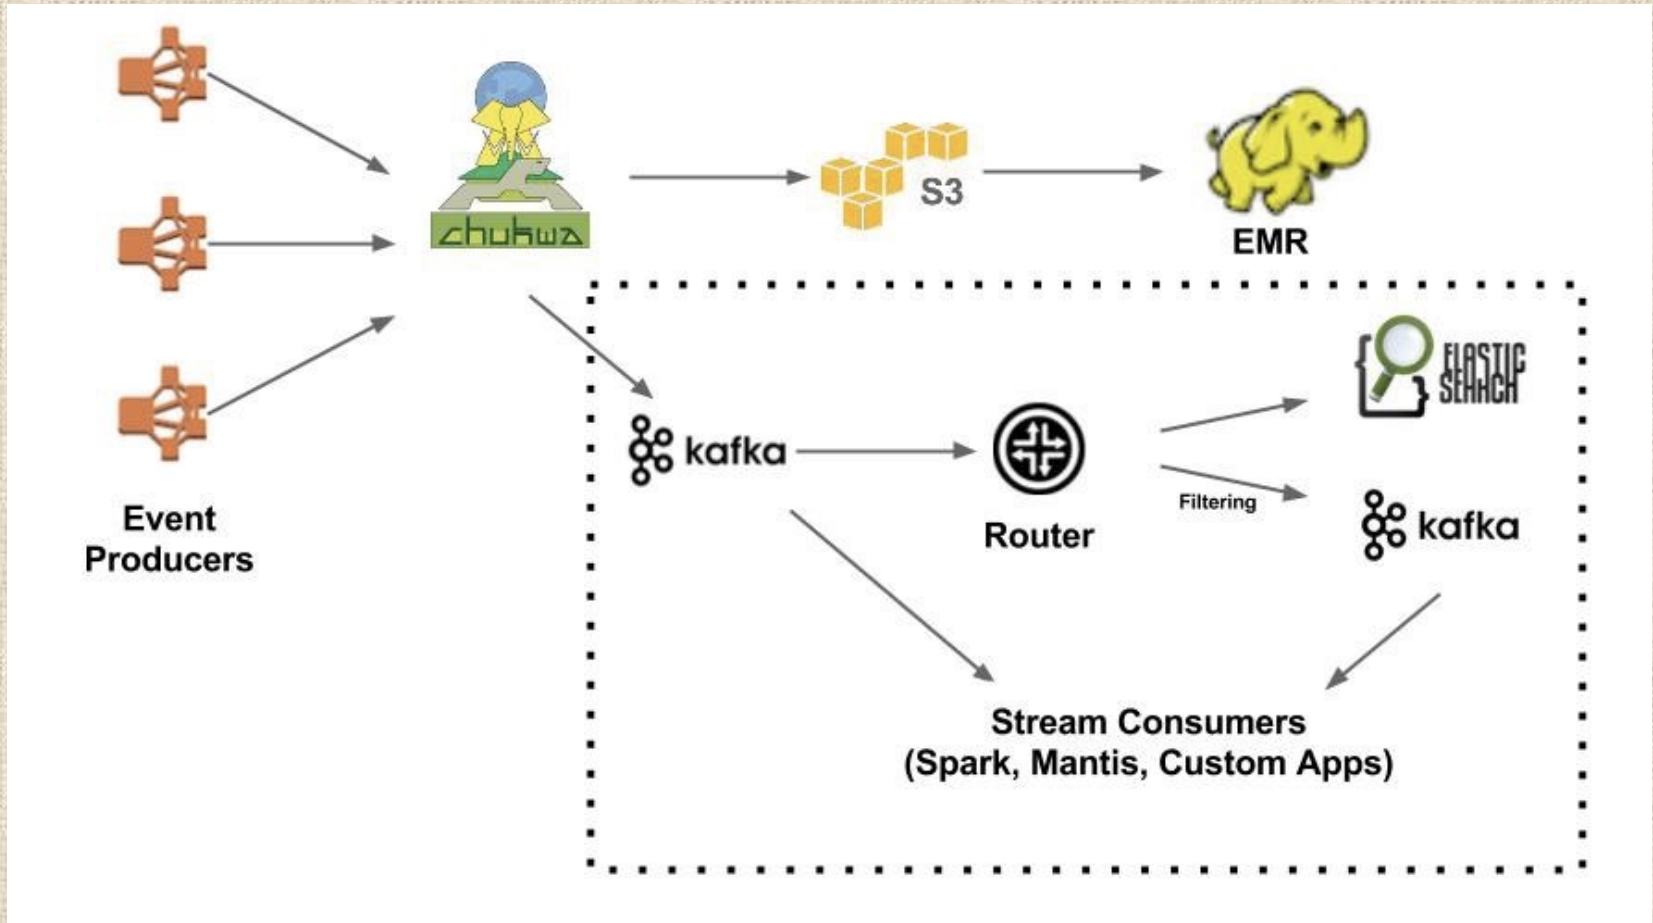 chukwa
S3
EMR
Event
Producers
kafka
Router
Filtering
ELASTIC
SEARCH
kafka
Stream Consumers
(Spark, Mantis, Custom Apps)